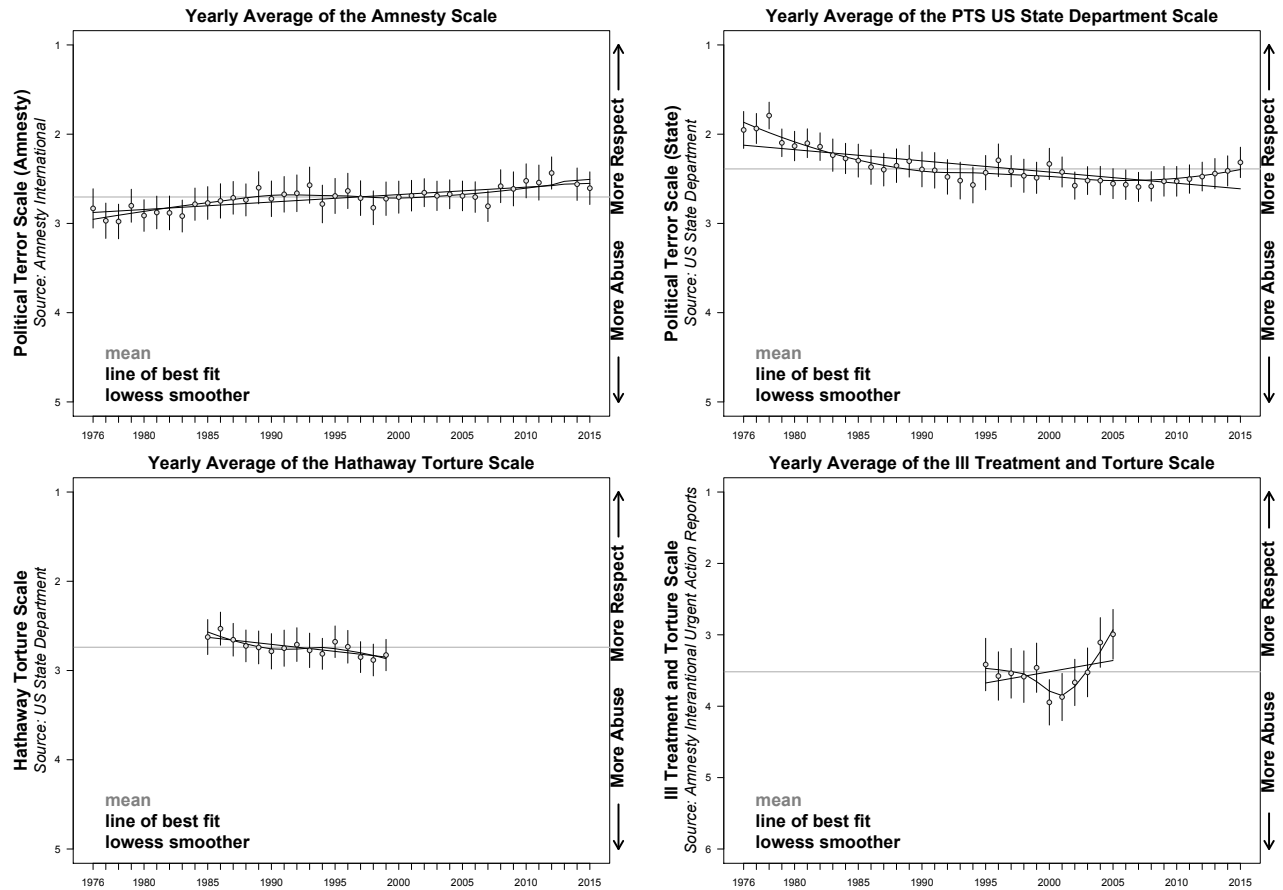 Yearly Average of the Amnesty Scale
Political Terror Scale (Amnesty)
Source: Amnesty International
1
2
3
4
5
mean
line of best fit
lowess smoother
1976 1980 1985 1990 1995 2000 2005 2010 2015
More Abuse
More Respect
Yearly Average of the PTS US State Department Scale
Political Terror Scale (State)
Source: US State Department
1
2
3
4
5
mean
line of best fit
lowess smoother
1976 1980 1985 1990 1995 2000 2005 2010 2015
More Abuse
More Respect
Yearly Average of the Hathaway Torture Scale
Hathaway Torture Scale
Source: US State Department
1
2
3
4
5
mean
line of best fit
lowess smoother
1976 1980 1985 1990 1995 2000 2005 2010 2015
More Abuse
More Respect
Yearly Average of the Ill Treatment and Torture Scale
Ill Treatment and Torture Scale
Source: Amnesty Interantional Urgent Action Reports
1
2
3
4
5
6
mean
line of best fit
lowess smoother
1976 1980 1985 1990 1995 2000 2005 2010 2015
More Abuse
More Respect